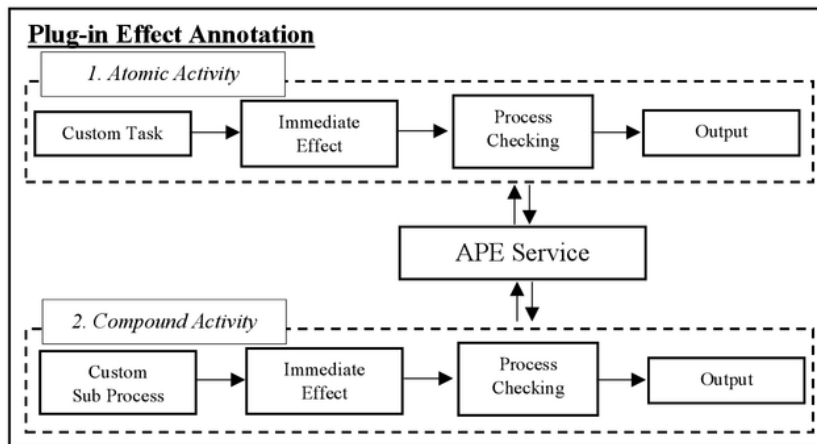 Plug-in Effect Annotation
1. Atomic Activity
Custom Task
Immediate
Effect
Process
Checking
Output
APE Service
2. Compound Activity
Custom
Sub Process
Immediate
Effect
Process
Checking
Output